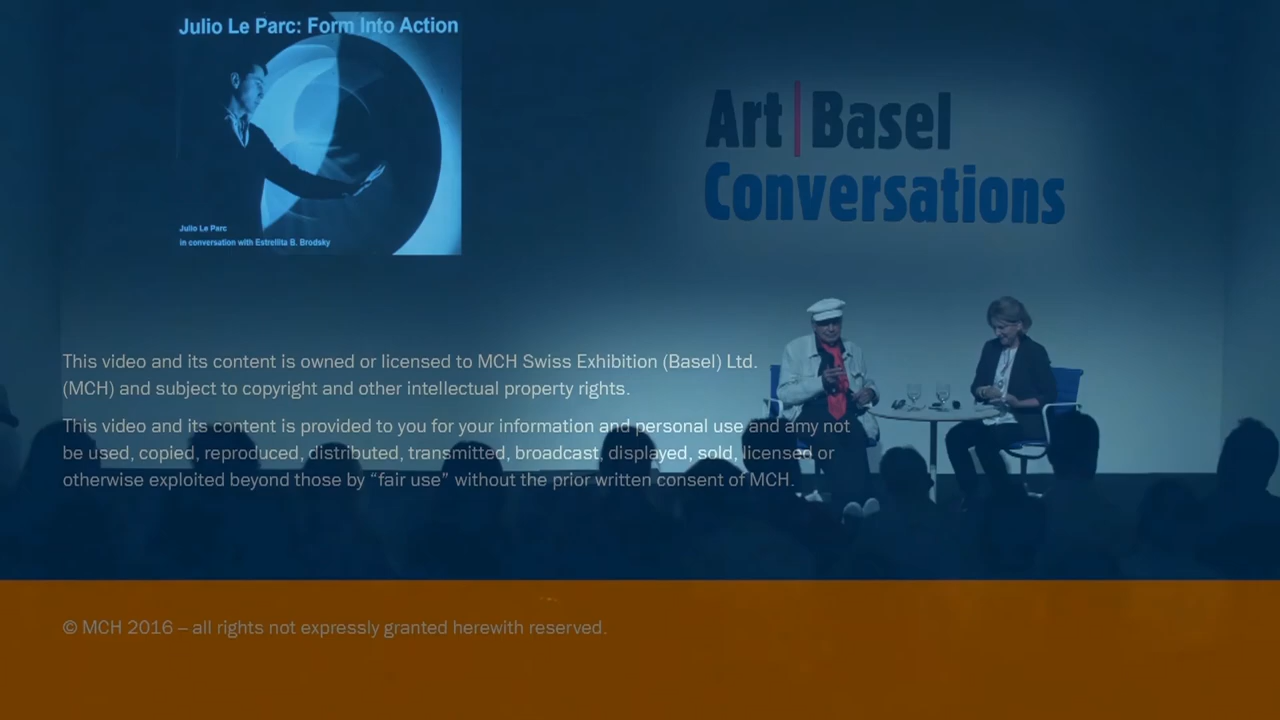 Julio Le Parc: Form Into Action
Julio Le Parc
in conversation with Estrellita B. Brodsky
Art|Basel
Conversations
This video and its content is owned or licensed to MCH Swiss Exhibition (Basel) Ltd.
(MCH) and subject to copyright and other intellectual property rights.
This video and its content is provided to you for your information and personal use and amy not
be used, copied, reproduced, distributed, transmitted, broadcast, displayed, sold, licensed or
otherwise exploited beyond those by “fair use” without the prior written consent of MCH.
© MCH 2016 – all rights not expressly granted herewith reserved.